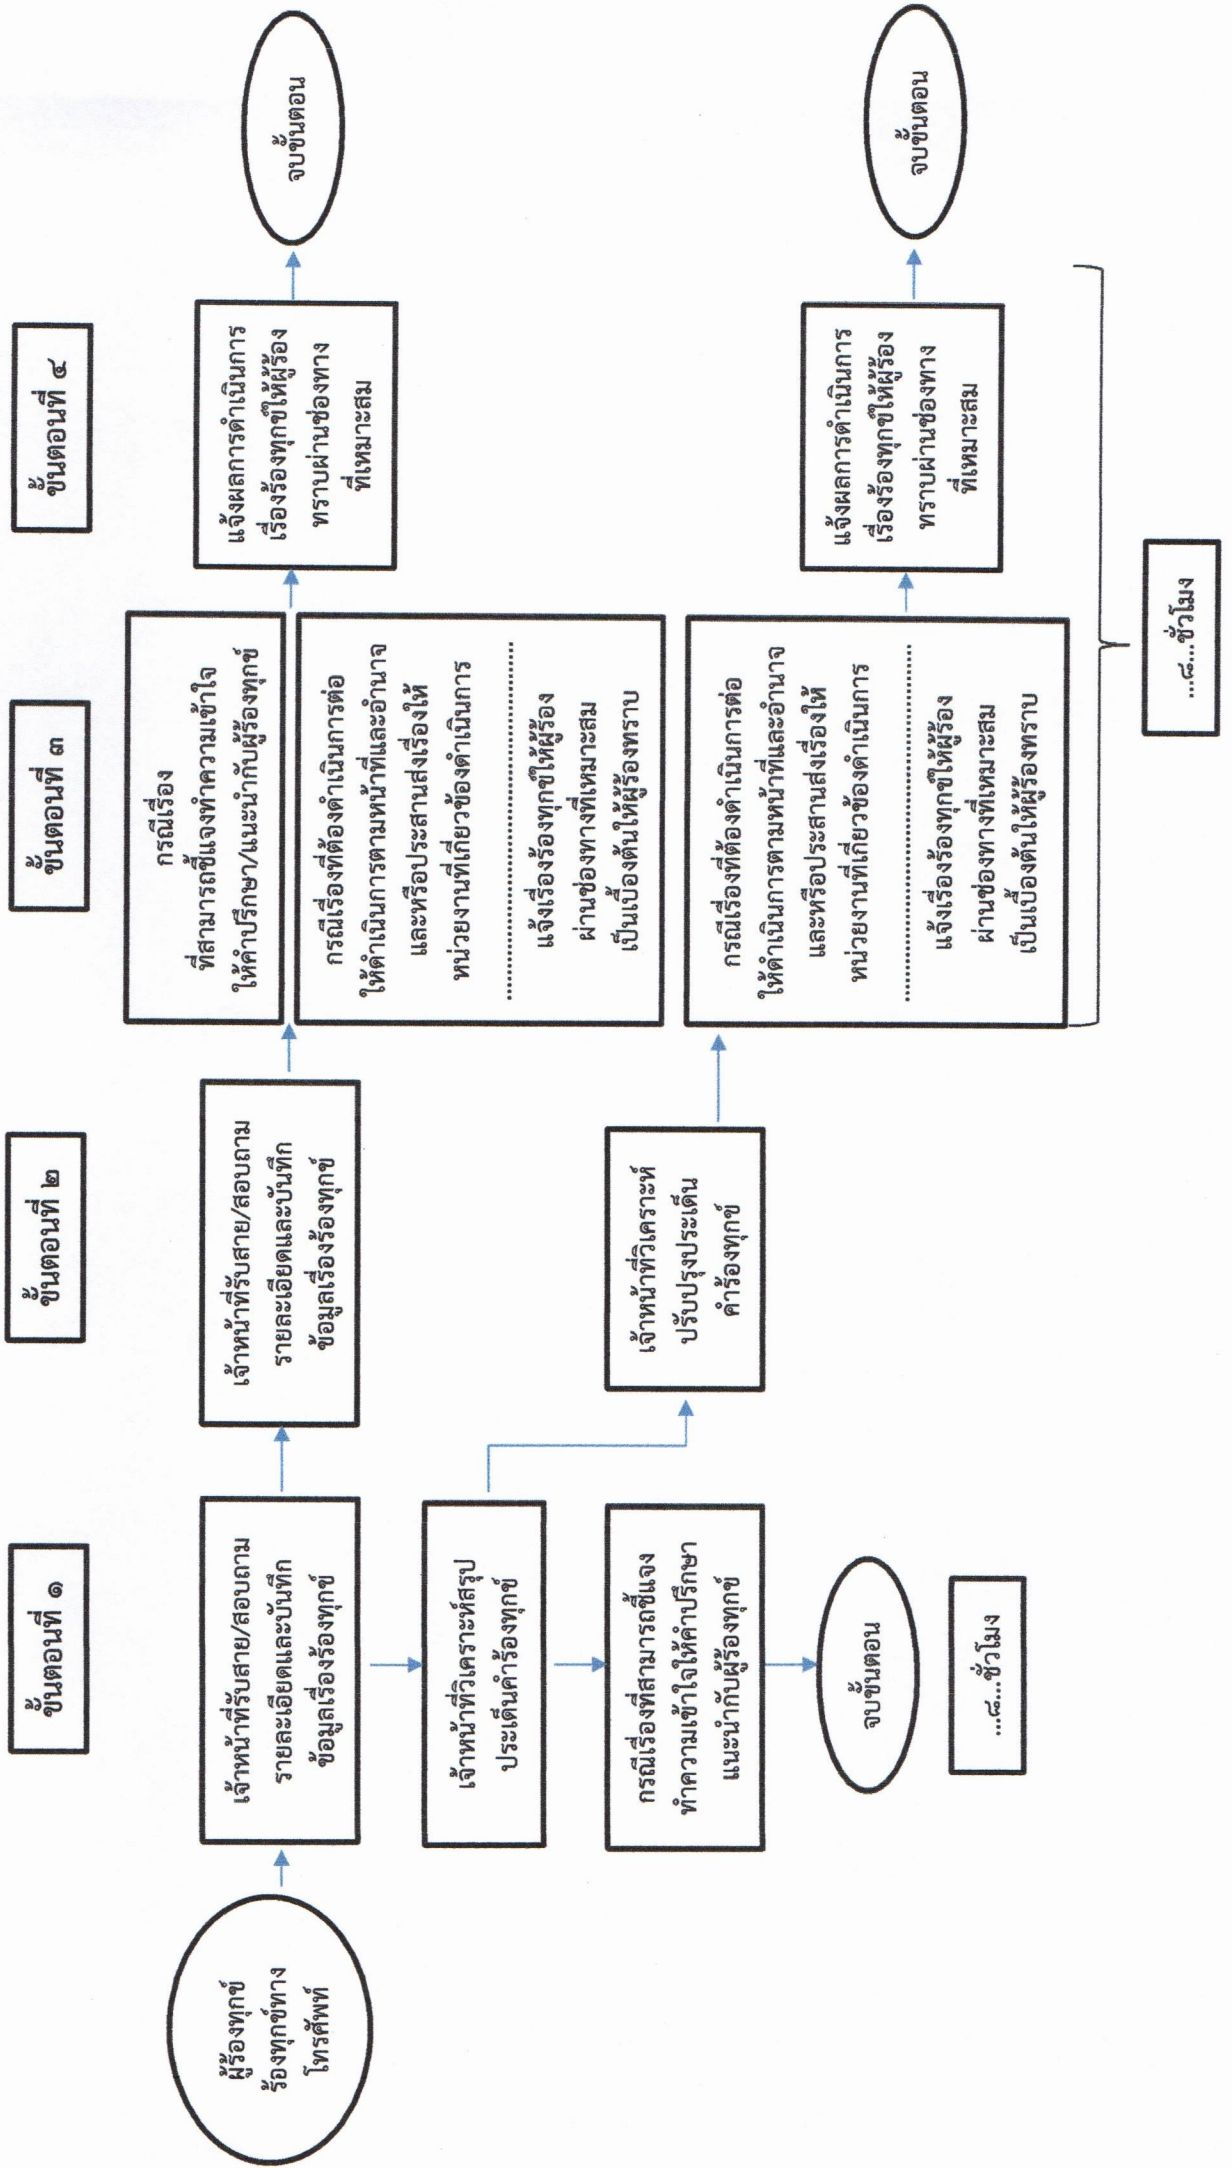 ขั้นตอนที่ ๑
ขั้นตอนที่ ๒
ขั้นตอนที่ ๓
ขั้นตอนที่ ๔
ผู้ร้องทุกข์
ร้องทุกข์ทาง
โทรศัพท์
เจ้าหน้าที่รับสาย/สอบถาม
รายละเอียดและบันทึก
ข้อมูลเรื่องร้องทุกข์
เจ้าหน้าที่รับสาย/สอบถาม
รายละเอียดและบันทึก
ข้อมูลเรื่องร้องทุกข์
กรณีเรื่อง
ที่สามารถชี้แจงทำความเข้าใจ
ให้คำปรึกษา/แนะนำกับผู้ร้องทุกข์
กรณีเรื่องที่ต้องดำเนินการต่อ
ให้ดำเนินการตามหน้าที่และอำนาจ
และหรือประสานส่งเรื่องให้
หน่วยงานที่เกี่ยวข้องดำเนินการ
แจ้งเรื่องร้องทุกข์ให้ผู้ร้อง
ผ่านช่องทางที่เหมาะสม
เป็นเบื้องต้นให้ผู้ร้องทราบ
แจ้งผลการดำเนินการ
เรื่องร้องทุกข์ให้ผู้ร้อง
ทราบผ่านช่องทาง
ที่เหมาะสม
จบขั้นตอน
เจ้าหน้าที่วิเคราะห์สรุป
ประเด็นคำร้องทุกข์
กรณีเรื่องที่สามารถชี้แจง
ทำความเข้าใจให้คำปรึกษา
แนะนำกับผู้ร้องทุกข์
จบขั้นตอน
...๘...ชั่วโมง
เจ้าหน้าที่วิเคราะห์
ปรับปรุงประเด็น
คำร้องทุกข์
กรณีเรื่องที่ต้องดำเนินการต่อ
ให้ดำเนินการตามหน้าที่และอำนาจ
และหรือประสานส่งเรื่องให้
หน่วยงานที่เกี่ยวข้องดำเนินการ
แจ้งเรื่องร้องทุกข์ให้ผู้ร้อง
ผ่านช่องทางที่เหมาะสม
เป็นเบื้องต้นให้ผู้ร้องทราบ
แจ้งผลการดำเนินการ
เรื่องร้องทุกข์ให้ผู้ร้อง
ทราบผ่านช่องทาง
ที่เหมาะสม
จบขั้นตอน
...๘...ชั่วโมง